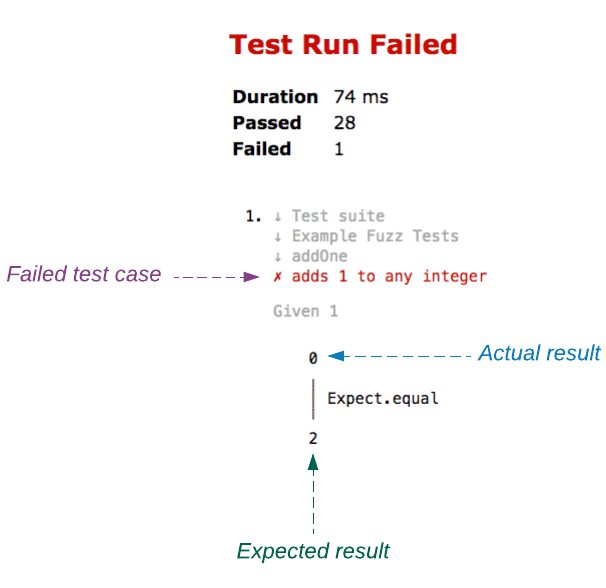 Test Run Failed
Duration 74 ms
Passed 28
Failed 1
1. ↓ Test suite
↓ Example Fuzz Tests
↓ addOne
Failed test case ✗ adds 1 to any integer
Given 1
0 Actual result
Expect.equal
2
Expected result